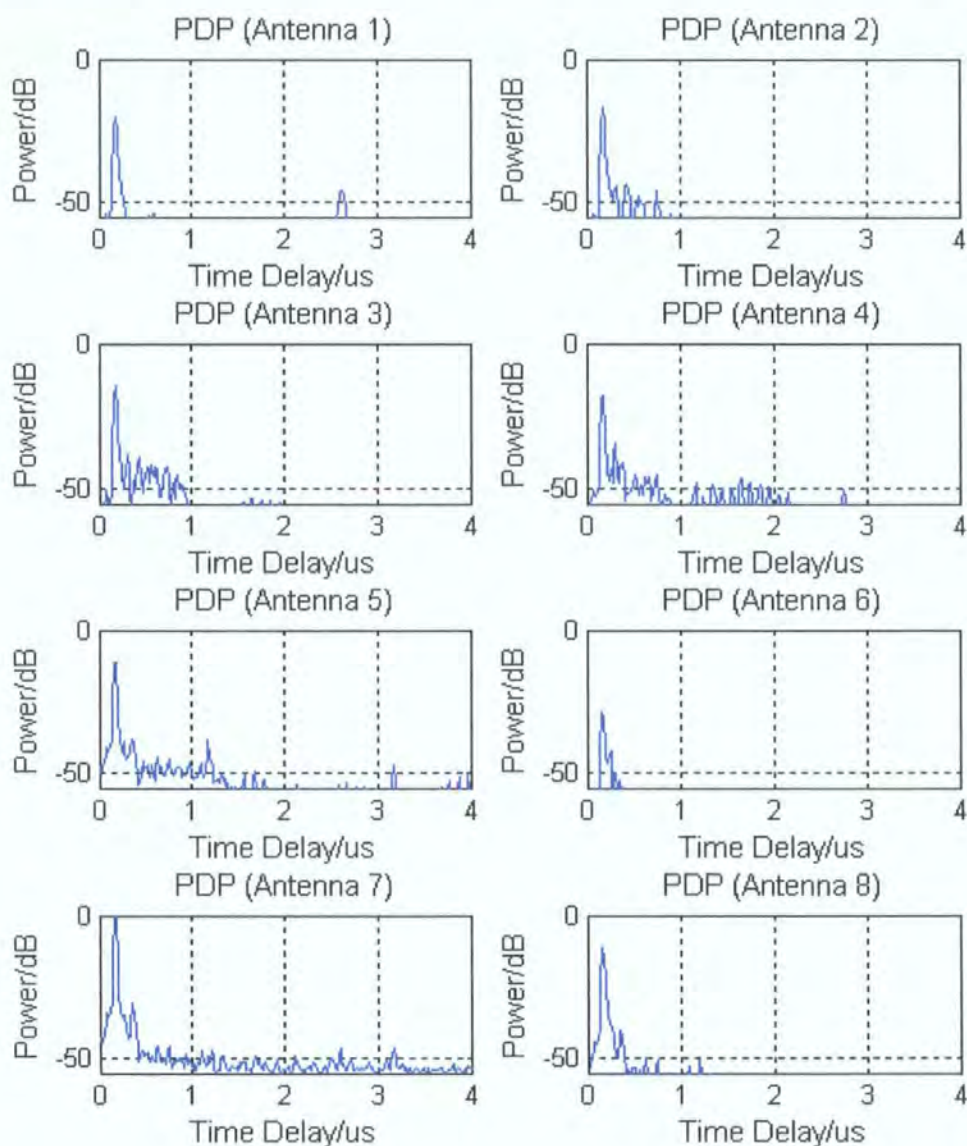 PDP (Antenna 1)
0
-50
Power/dB
0 1 2 3 4
Time Delay/us
PDP (Antenna 2)
0
-50
Power/dB
0 1 2 3 4
Time Delay/us
PDP (Antenna 3)
0
-50
Power/dB
0 1 2 3 4
Time Delay/us
PDP (Antenna 4)
0
-50
Power/dB
0 1 2 3 4
Time Delay/us
PDP (Antenna 5)
0
-50
Power/dB
0 1 2 3 4
Time Delay/us
PDP (Antenna 6)
0
-50
Power/dB
0 1 2 3 4
Time Delay/us
PDP (Antenna 7)
0
-50
Power/dB
0 1 2 3 4
Time Delay/us
PDP (Antenna 8)
0
-50
Power/dB
0 1 2 3 4
Time Delay/us